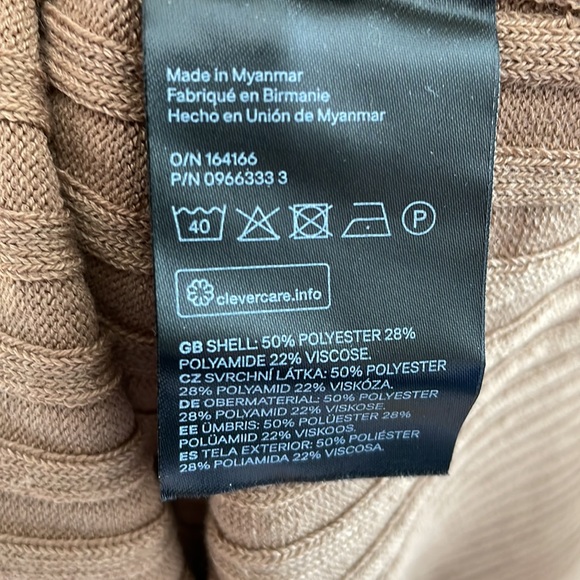 Made in Myanmar
Fabriqué en Birmanie
Hecho en Unión de Myanmar
O/N 164166
P/N 0966333 3
40 P
clevercare.info
GB SHELL: 50% POLYESTER 28%
POLYAMIDE 22% VISCOSE.
CZ SVRCHNÍ LÁTKA: 50% POLYESTER
28% POLYAMID 22% VISKÓZA.
DE OBERMATERIAL: 50% POLYESTER
28% POLYAMID 22% VISKOSE.
EE ÜMBRIS: 50% POLÜESTER 28%
POLÜAMIID 22% VISKOOS.
ES TELA EXTERIOR: 50% POLIÉSTER
28% POLIAMIDA 22% VISCOSA.